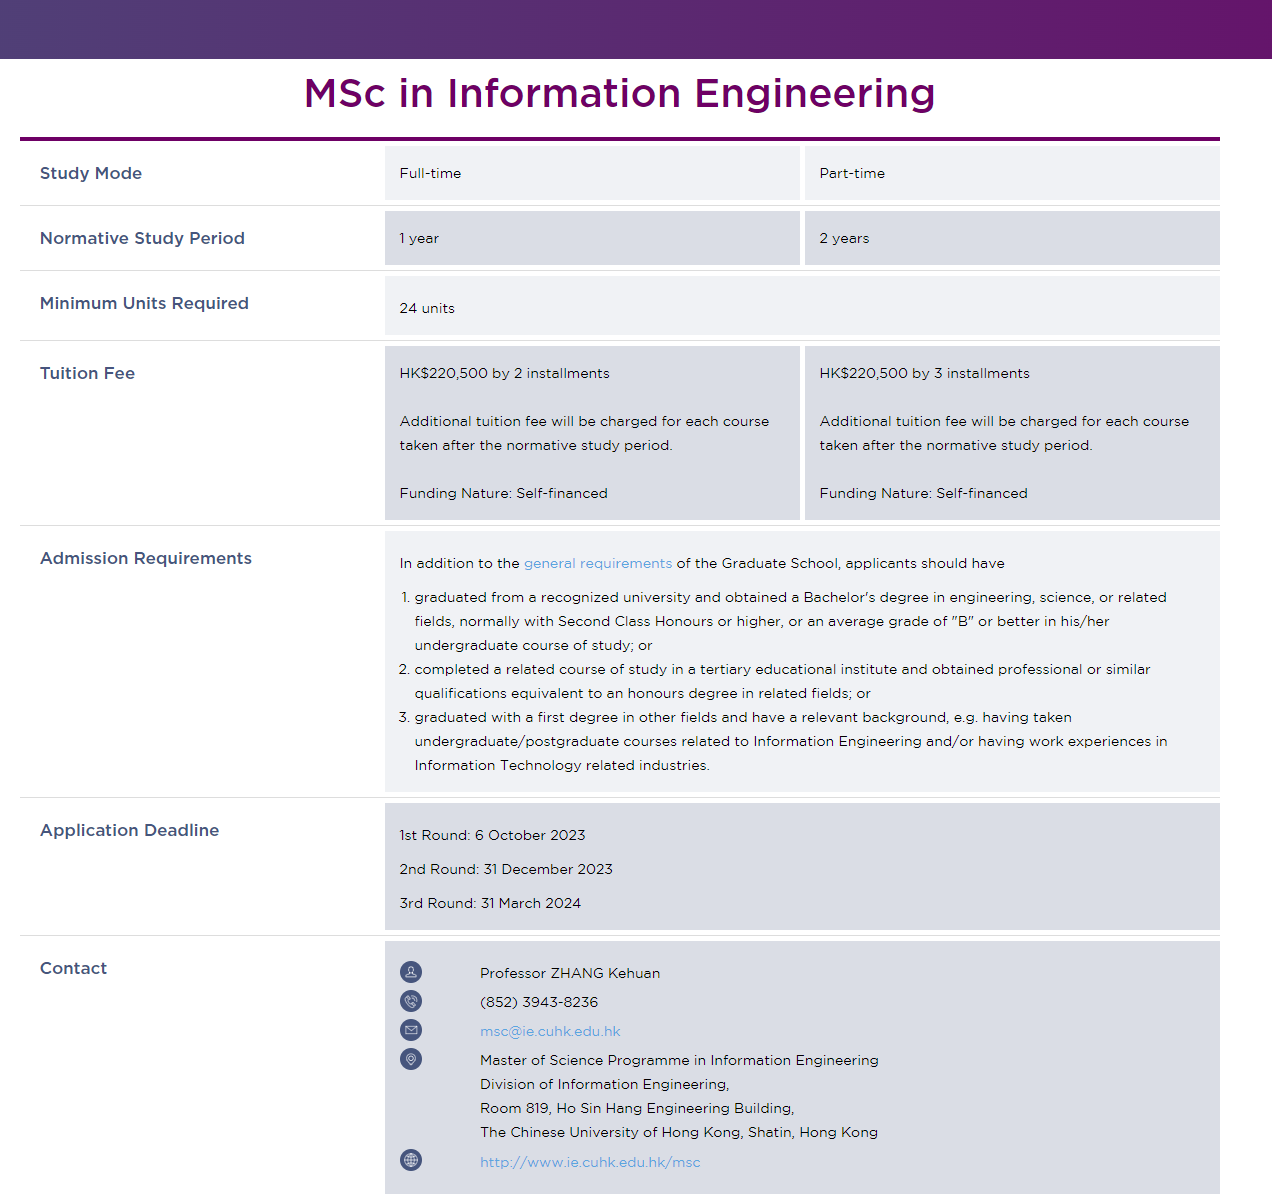 MSc in Information Engineering
Study Mode
Full-time
Part-time
Normative Study Period
1 year
2 years
Minimum Units Required
24 units
Tuition Fee
HK$220,500 by 2 installments
Additional tuition fee will be charged for each course
taken after the normative study period.
Funding Nature: Self-financed
HK$220,500 by 3 installments
Additional tuition fee will be charged for each course
taken after the normative study period.
Funding Nature: Self-financed
Admission Requirements
In addition to the general requirements of the Graduate School, applicants should have
1. graduated from a recognized university and obtained a Bachelor's degree in engineering, science, or related
fields, normally with Second Class Honours or higher, or an average grade of "B" or better in his/her
undergraduate course of study; or
2. completed a related course of study in a tertiary educational institute and obtained professional or similar
qualifications equivalent to an honours degree in related fields; or
3. graduated with a first degree in other fields and have a relevant background, e.g. having taken
undergraduate/postgraduate courses related to Information Engineering and/or having work experiences in
Information Technology related industries.
Application Deadline
1st Round: 6 October 2023
2nd Round: 31 December 2023
3rd Round: 31 March 2024
Contact
Professor ZHANG Kehuan
(852) 3943-8236
msc@ie.cuhk.edu.hk
Master of Science Programme in Information Engineering
Division of Information Engineering,
Room 819, Ho Sin Hang Engineering Building,
The Chinese University of Hong Kong, Shatin, Hong Kong
http://www.ie.cuhk.edu.hk/msc